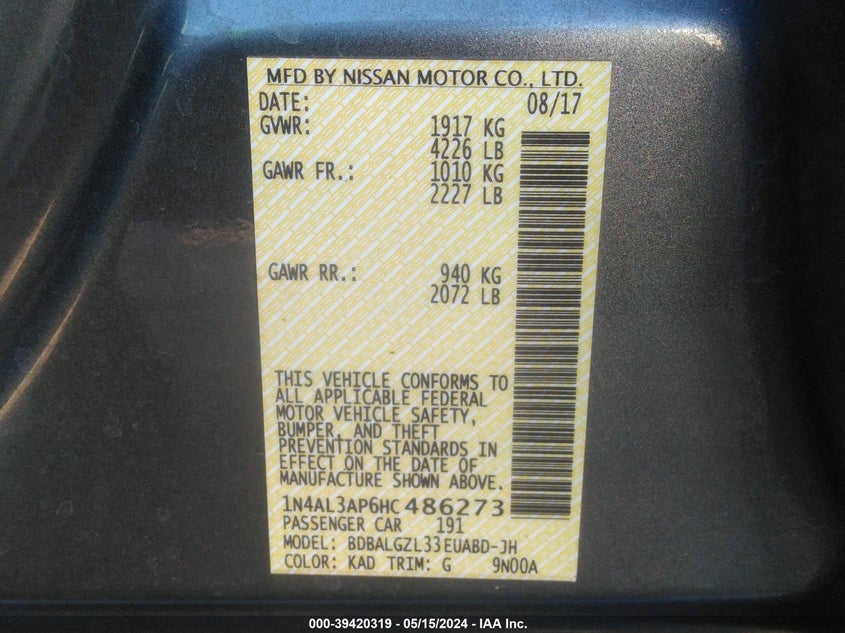 MFD BY NISSAN MOTOR CO., LTD.
DATE: 08/17
GVWR: 1917 KG
4226 LB
GAWR FR.: 1010 KG
2227 LB
GAWR RR.: 940 KG
2072 LB
THIS VEHICLE CONFORMS TO
ALL APPLICABLE FEDERAL
MOTOR VEHICLE SAFETY,
BUMPER, AND THEFT
PREVENTION STANDARDS IN
EFFECT ON THE DATE OF
MANUFACTURE SHOWN ABOVE.
1N4AL3AP6HC486273
PASSENGER CAR 191
MODEL: BDBALGZL33EUABD-JH
COLOR: KAD TRIM: G 9N00A
000-39420319 - 05/15/2024 - IAA Inc.